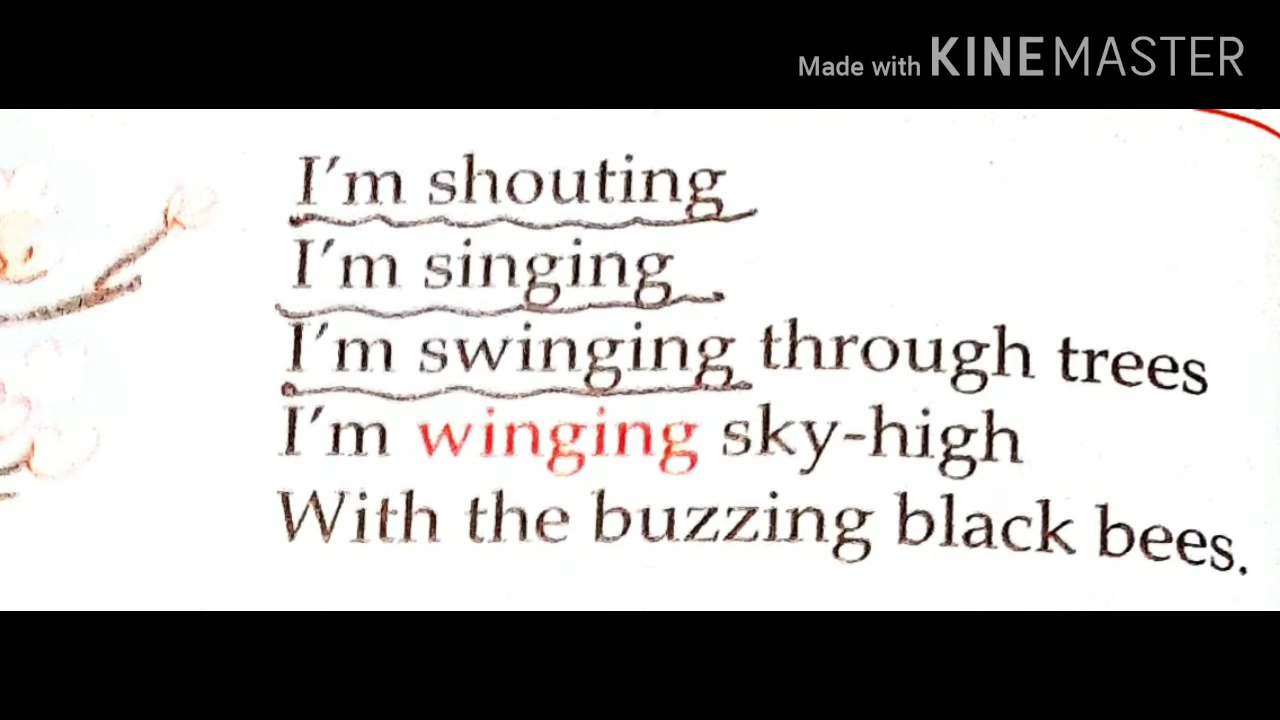 Made with KINEMASTER
I'm shouting
I'm singing
I'm swinging through trees
I'm winging sky-high
With the buzzing black bees.